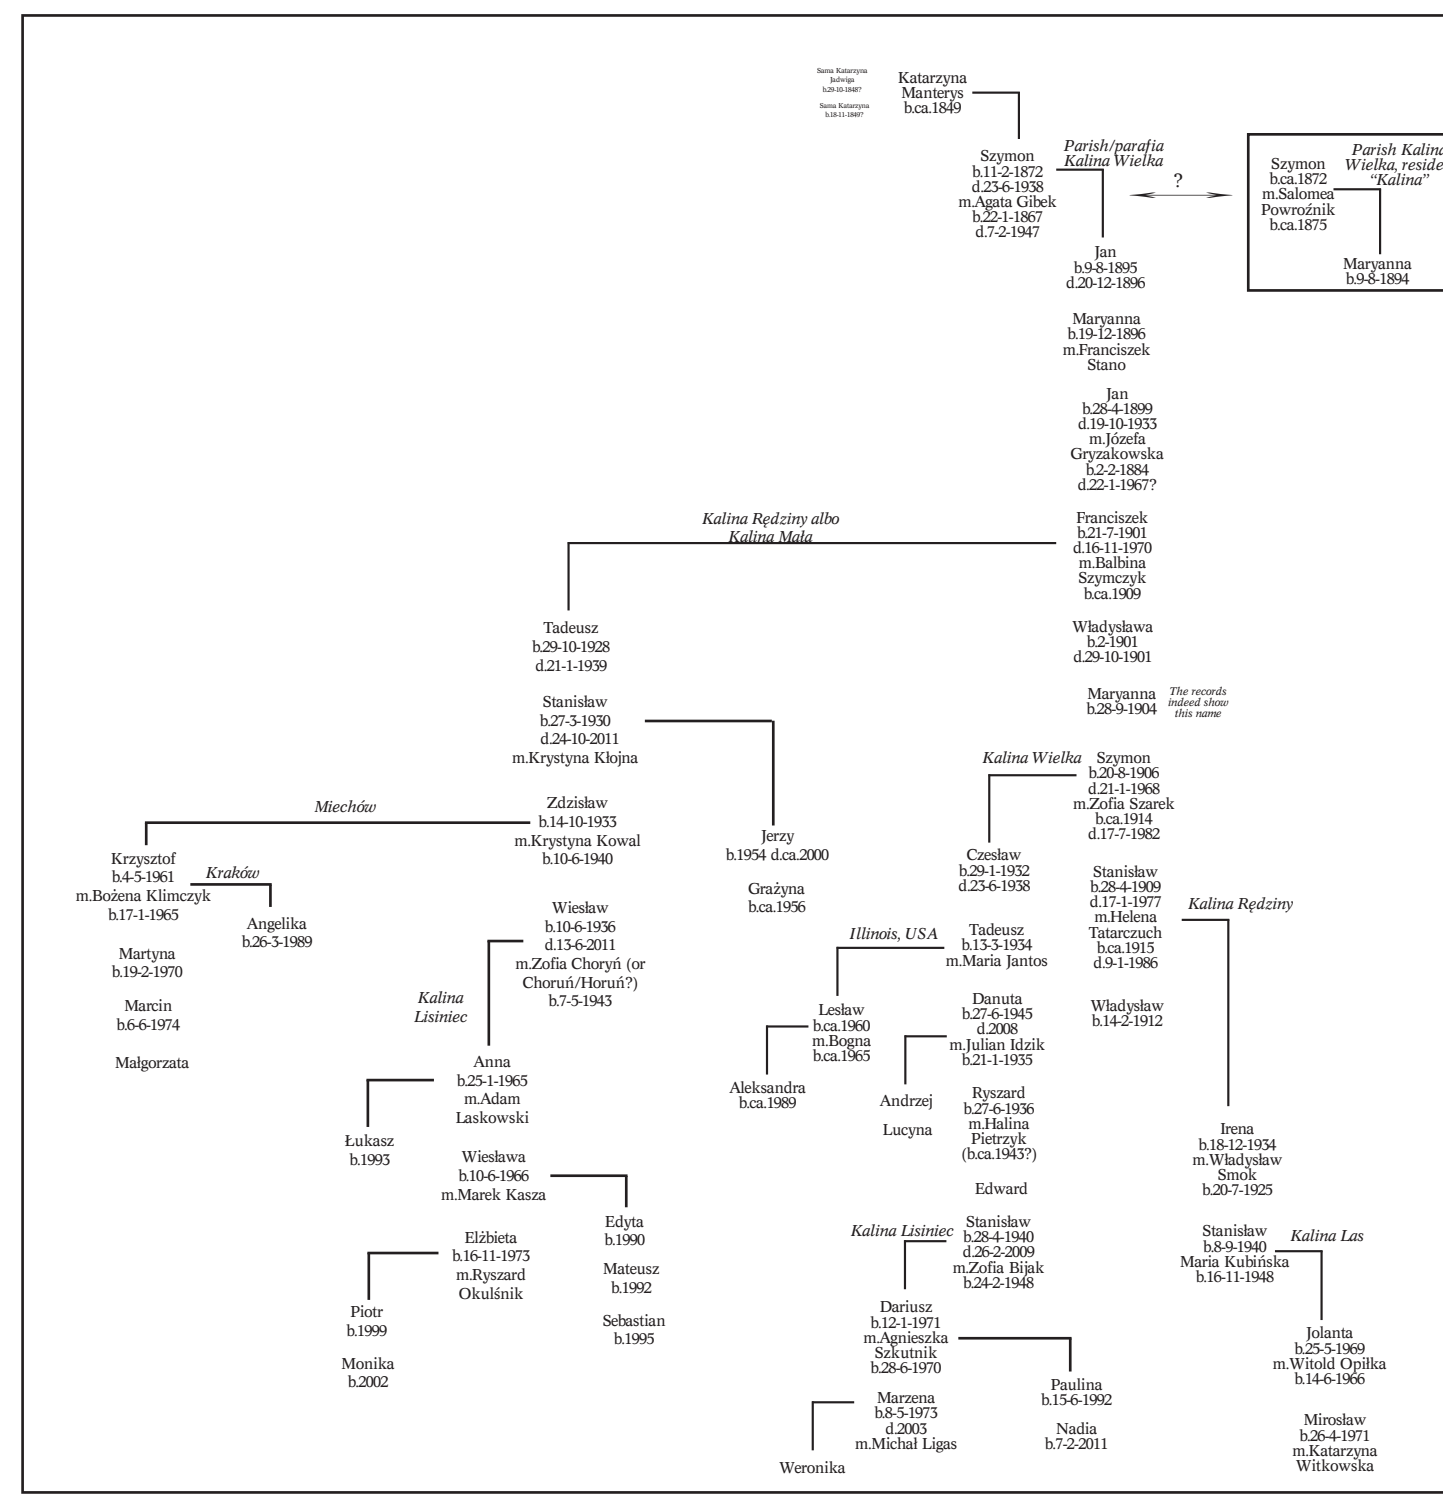 Sama Katarzyna
Jadwiga
b.29-10-1848?
Sama Katarzyna
b.18-11-1849?
Katarzyna
Manterys
b.ca.1849
Szymon
b.11-2-1872
d.23-6-1938
m.Agata Gibek
b.22-1-1867
d.7-2-1947
Parish/parafia
Kalina Wielka
?
Szymon
b.ca.1872
m.Salomea
Powroźnik
b.ca.1875
Parish Kalina
Wielka, reside
“Kalina”
Maryanna
b.9-8-1894
Jan
b.9-8-1895
d.20-12-1896
Maryanna
b.19-12-1896
m.Franciszek
Stano
Jan
b.28-4-1899
d.19-10-1933
m.Józefa
Gryzakowska
b.2-2-1884
d.22-1-1967?
Kalina Rędziny albo
Kalina Mała
Franciszek
b.21-7-1901
d.16-11-1970
m.Balbina
Szymczyk
b.ca.1909
Władysława
b.2-1901
d.29-10-1901
Maryanna
b.28-9-1904
The records
indeed show
this name
Tadeusz
b.29-10-1928
d.21-1-1939
Stanisław
b.27-3-1930
d.24-10-2011
m.Krystyna Kłojna
Kalina Wielka
Szymon
b.20-8-1906
d.21-1-1968
m.Zofia Szarek
b.ca.1914
d.17-7-1982
Miechów
Zdzisław
b.14-10-1933
m.Krystyna Kowal
b.10-6-1940
Jerzy
b.1954 d.ca.2000
Grażyna
b.ca.1956
Krzysztof
b.4-5-1961
m.Bożena Klimczyk
b.17-1-1965
Kraków
Angelika
b.26-3-1989
Martyna
b.19-2-1970
Marcin
b.6-6-1974
Małgorzata
Wiesław
b.10-6-1936
d.13-6-2011
m.Zofia Choryń (or
Choruń/Horuń?)
b.7-5-1943
Kalina
Lisiniec
Czesław
b.29-1-1932
d.23-6-1938
Stanisław
b.28-4-1909
d.17-1-1977
m.Helena
Tatarczuch
b.ca.1915
d.9-1-1986
Kalina Rędziny
Illinois, USA
Tadeusz
b.13-3-1934
m.Maria Jantos
Władysław
b.14-2-1912
Lesław
b.ca.1960
m.Bogna
b.ca.1965
Danuta
b.27-6-1945
d.2008
m.Julian Idzik
b.21-1-1935
Aleksandra
b.ca.1989
Andrzej
Lucyna
Ryszard
b.27-6-1936
m.Halina
Pietrzyk
(b.ca.1943?)
Edward
Anna
b.25-1-1965
m.Adam
Laskowski
Łukasz
b.1993
Wiesława
b.10-6-1966
m.Marek Kasza
Edyta
b.1990
Mateusz
b.1992
Sebastian
b.1995
Elżbieta
b.16-11-1973
m.Ryszard
Okulśnik
Piotr
b.1999
Monika
b.2002
Kalina Lisiniec
Stanisław
b.28-4-1940
d.26-2-2009
m.Zofia Bijak
b.24-2-1948
Dariusz
b.12-1-1971
m.Agnieszka
Szkutnik
b.28-6-1970
Paulina
b.15-6-1992
Nadia
b.7-2-2011
Marzena
b.8-5-1973
d.2003
m.Michał Ligas
Weronika
Irena
b.18-12-1934
m.Władysław
Smok
b.20-7-1925
Stanisław
b.8-9-1940
Maria Kubińska
b.16-11-1948
Kalina Las
Jolanta
b.25-5-1969
m.Witold Opiłka
b.14-6-1966
Mirosław
b.26-4-1971
m.Katarzyna
Witkowska